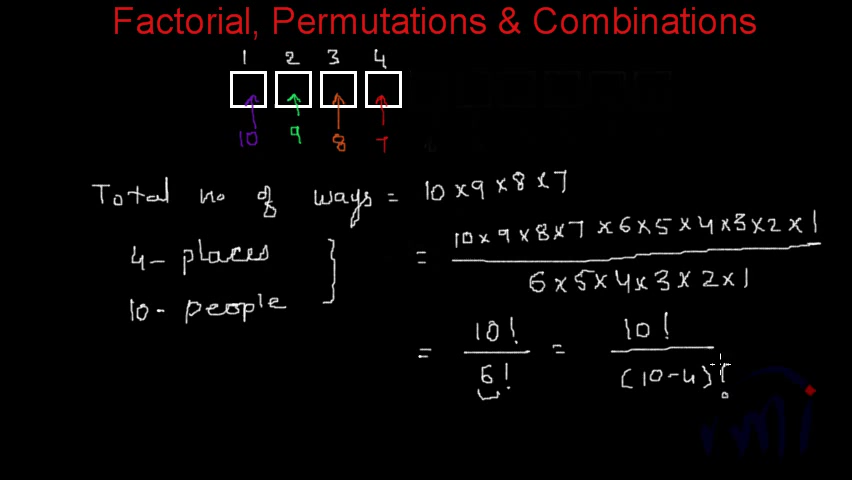 Factorial, Permutations & Combinations
1 2 3 4
10 9 8 7
Total no of ways = 10 × 9 × 8 × 7
4 - places
10 - people
= 10 × 9 × 8 × 7 × 6 × 5 × 4 × 3 × 2 × 1
6 × 5 × 4 × 3 × 2 × 1
= 10! = 10!
6! (10-4)!
rmi